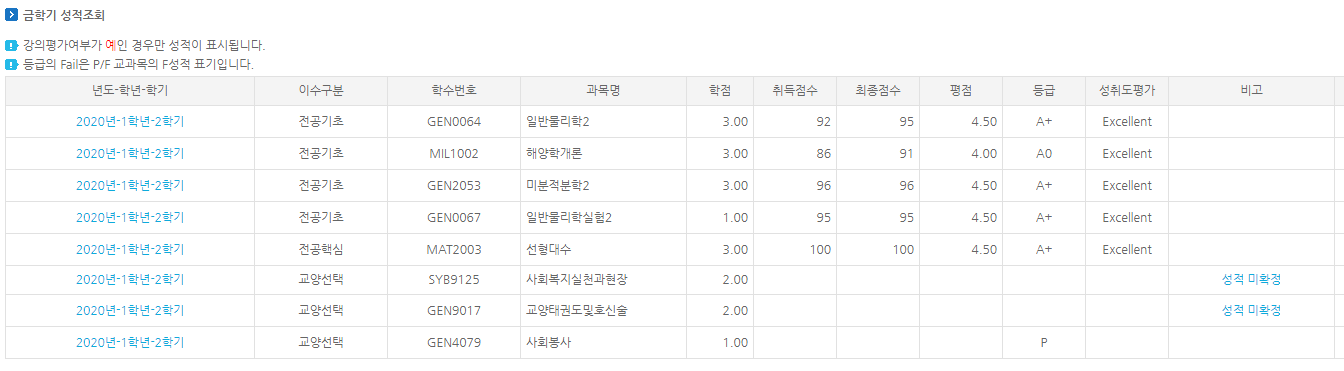 금학기 성적조회
강의평가여부가 예인 경우만 성적이 표시됩니다.
등급의 Fail은 P/F 교과목의 F성적 표기입니다.
년도-학년-학기 이수구분 학수번호 과목명 학점 취득점수 최종점수 평점 등급 성취도평가 비고
2020년-1학년-2학기 전공기초 GEN0064 일반물리학2 3.00 92 95 4.50 A+ Excellent
2020년-1학년-2학기 전공기초 MIL1002 해양학개론 3.00 86 91 4.00 A0 Excellent
2020년-1학년-2학기 전공기초 GEN2053 미분적분학2 3.00 96 96 4.50 A+ Excellent
2020년-1학년-2학기 전공기초 GEN0067 일반물리학실험2 1.00 95 95 4.50 A+ Excellent
2020년-1학년-2학기 전공핵심 MAT2003 선형대수 3.00 100 100 4.50 A+ Excellent
2020년-1학년-2학기 교양선택 SYB9125 사회복지실천과현장 2.00 성적 미확정
2020년-1학년-2학기 교양선택 GEN9017 교양태권도및호신술 2.00 성적 미확정
2020년-1학년-2학기 교양선택 GEN4079 사회봉사 1.00 P